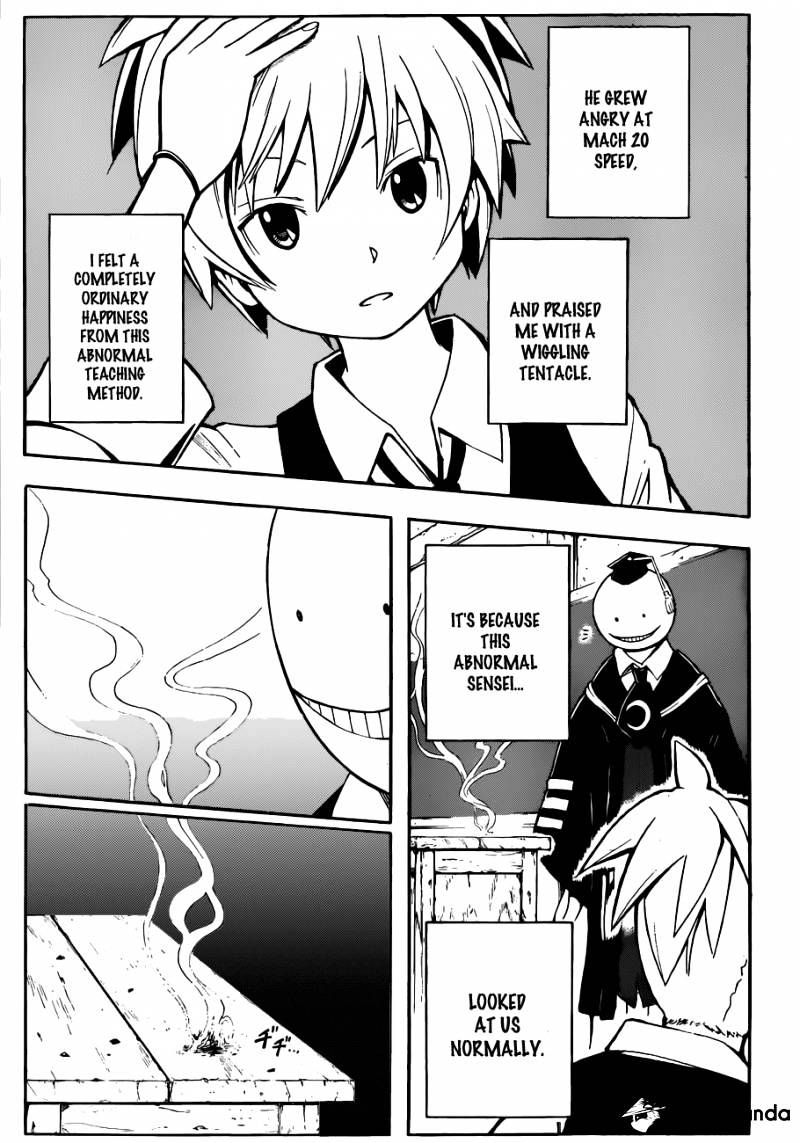 HE GREW
ANGRY AT
MACH 20
SPEED,
AND PRAISED
ME WITH A
WIGGLING
TENTACLE.
I FELT A
COMPLETELY
ORDINARY
HAPPINESS
FROM THIS
ABNORMAL
TEACHING
METHOD.
IT'S BECAUSE
THIS
ABNORMAL
SENSEI...
ヂ"
ヂ"...
LOOKED
AT US
NORMALLY.